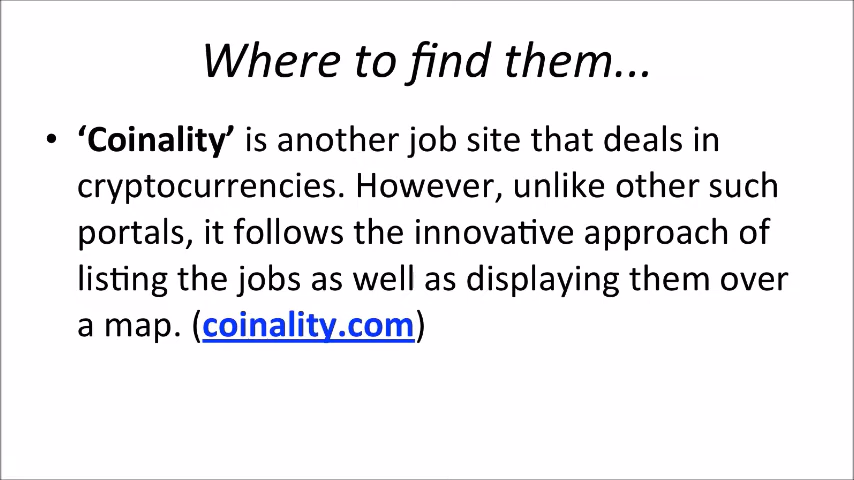 Where to find them...
• ‘Coinality’ is another job site that deals in
cryptocurrencies. However, unlike other such
portals, it follows the innovative approach of
listing the jobs as well as displaying them over
a map. (coinality.com)